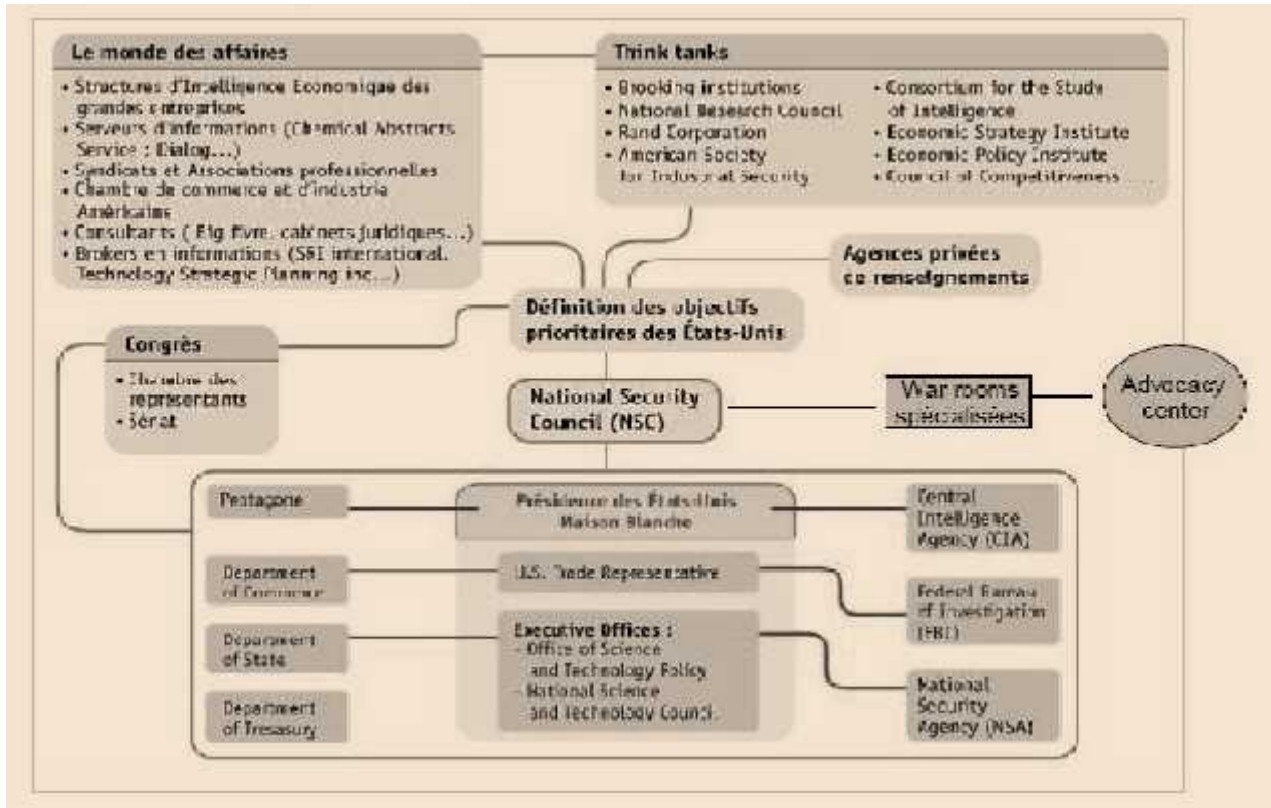 Le monde des affaires
• Structures d'Intelligence Economique des
grandes entreprises
• Serveurs d'informations (Chemical Abstracts
Service ; Dialog...)
• Syndicats et Associations professionnelles
• Chambre de commerce et d'industrie
Américains
• Consultants ( Big Five, cabinets juridiques...)
• Brokers en informations (SRI international,
Technology Strategic Planning inc...)
Think tanks
• Brooking institutions
• National Research Council
• Rand Corporation
• American Society
for Industrial Security
• Consortium for the Study
of Intelligence
• Economic Strategy Institute
• Economic Policy Institute
• Council of Competitiveness .....
Agences privées
de renseignements
Définition des objectifs
prioritaires des États-Unis
Congrès
• Chambre des
représentants
• Sénat
National Security
Council (NSC)
War rooms
spécialisées
Advocacy
center
Pentagone
Présidence des États-Unis
Maison Blanche
Central
Intelligence
Agency (CIA)
Department
of Commerce
U.S. Trade Representative
Federal Bureau
of Investigation
(FBI)
Department
of State
Executive Offices :
- Office of Science
and Technology Policy
- National Science
and Technology Council
Department
of Treasury
National
Security
Agency (NSA)